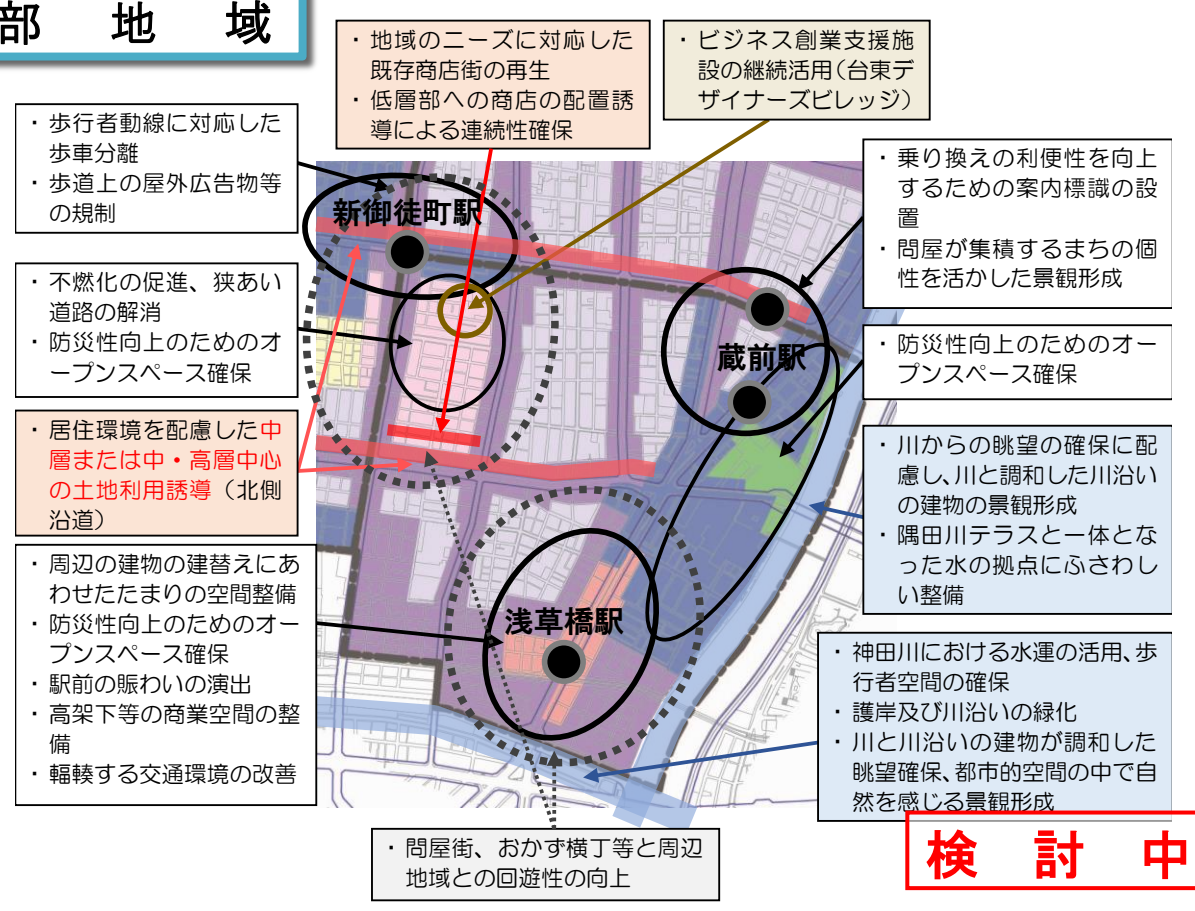 部 地 域
・ 地域のニーズに対応した
既存商店街の再生
・ 低層部への商店の配置誘
導による連続性確保
・ ビジネス創業支援施
設の継続活用(台東デ
ザイナーズビレッジ)
・ 歩行者動線に対応した
歩車分離
・ 歩道上の屋外広告物等
の規制
・ 乗り換えの利便性を向上
するための案内標識の設
置
・ 問屋が集積するまちの個
性を活かした景観形成
新御徒町駅
・ 不燃化の促進、狭あい
道路の解消
・ 防災性向上のためのオ
ープンスペース確保
蔵前駅
・ 防災性向上のためのオー
プンスペース確保
・ 居住環境を配慮した中
層または中・高層中心
の土地利用誘導(北側
沿道)
・ 川からの眺望の確保に配
慮し、川と調和した川沿い
の建物の景観形成
・ 隅田川テラスと一体とな
った水の拠点にふさわし
い整備
・ 周辺の建物の建替えにあ
わせたたまりの空間整備
・ 防災性向上のためのオー
プンスペース確保
・ 駅前の賑わいの演出
・ 高架下等の商業空間の整
備
・ 輻輳する交通環境の改善
浅草橋駅
・ 神田川における水運の活用、歩
行者空間の確保
・ 護岸及び川沿いの緑化
・ 川と川沿いの建物が調和した
眺望確保、都市的空間の中で自
然を感じる景観形成
・ 問屋街、おかず横丁等と周辺
地域との回遊性の向上
検 討 中